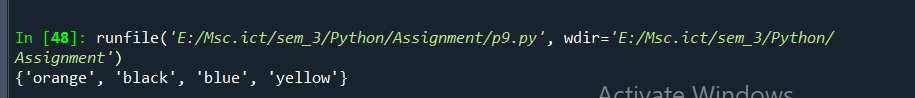 In [48]: runfile('E:/Msc.ict/sem_3/Python/Assignment/p9.py', wdir='E:/Msc.ict/sem_3/Python/
Assignment')
{'orange', 'black', 'blue', 'yellow'}
Activate Windows